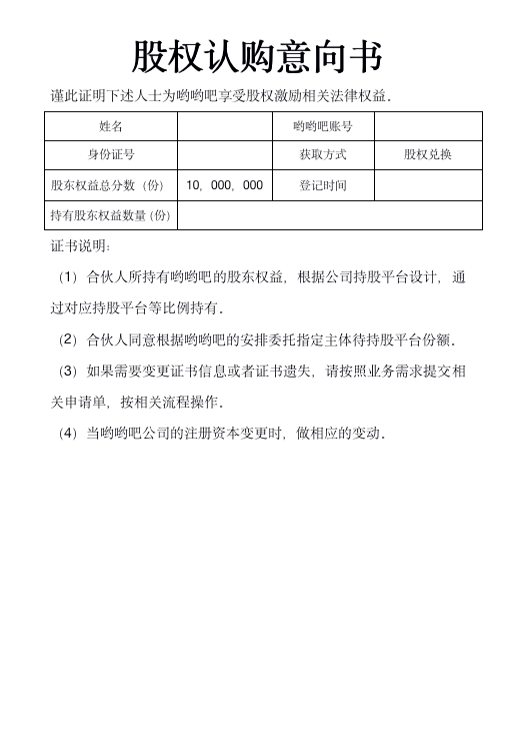 股权认购意向书
谨此证明下述人士为哟哟吧享受股权激励相关法律权益.
姓名 哟哟吧账号
身份证号 获取方式 股权兑换
股东权益总分数（份） 10，000，000 登记时间
持有股东权益数量（份）
证书说明：
（1）合伙人所持有哟哟吧的股东权益，根据公司持股平台设计，通
过对应持股平台等比例持有.
（2）合伙人同意根据哟哟吧的安排委托指定主体待持股平台份额.
（3）如果需要变更证书信息或者证书遗失，请按照业务需求提交相
关申请单，按相关流程操作.
（4）当哟哟吧公司的注册资本变更时，做相应的变动.